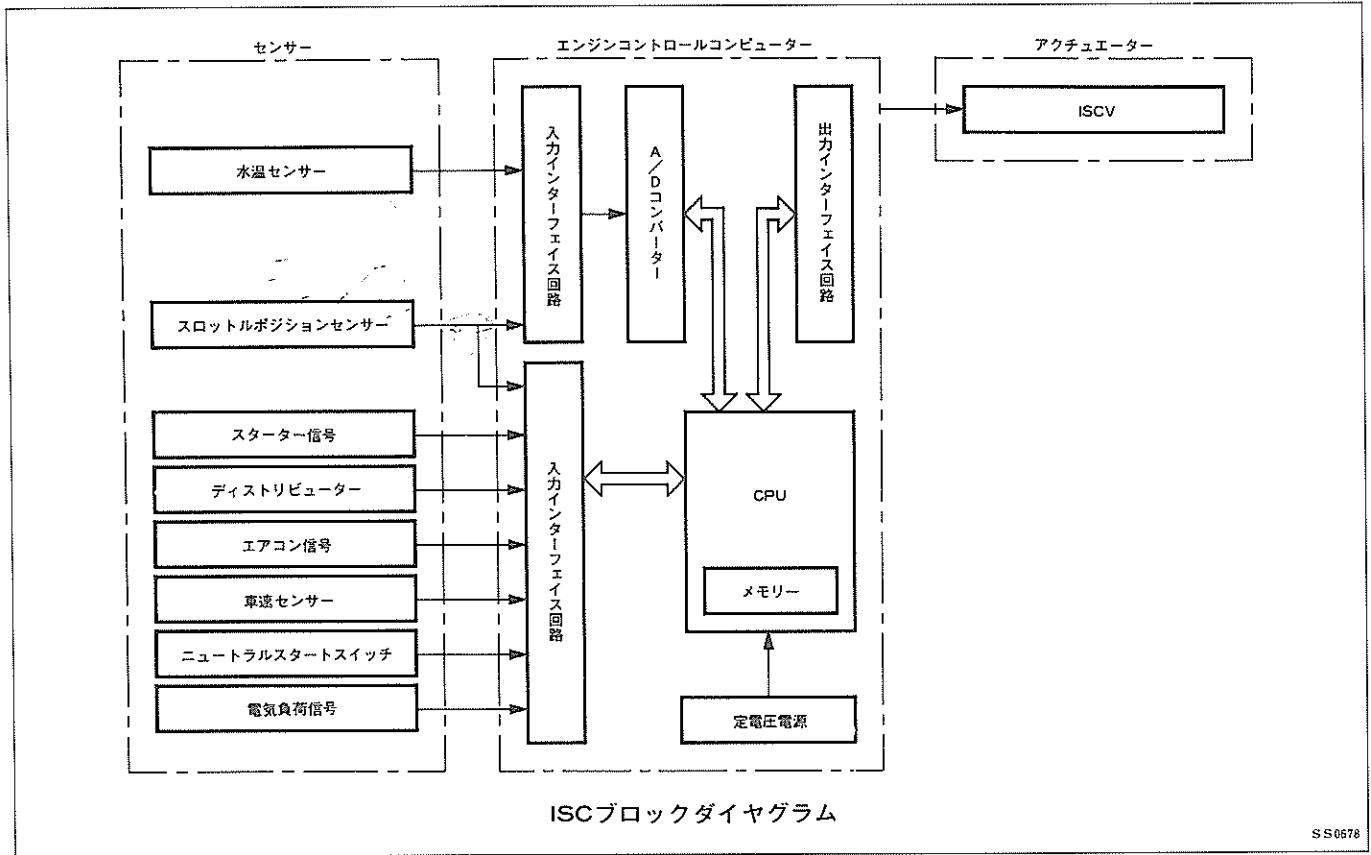 センサー
エンジンコントロールコンピューター
アクチュエーター
水温センサー
スロットルポジションセンサー
スターター信号
ディストリビューター
エアコン信号
車速センサー
ニュートラルスタートスイッチ
電気負荷信号
入力インターフェイス回路
A/Dコンバーター
出力インターフェイス回路
入力インターフェイス回路
CPU
メモリー
定電圧電源
ISCV
ISCブロックダイヤグラム
SS0678